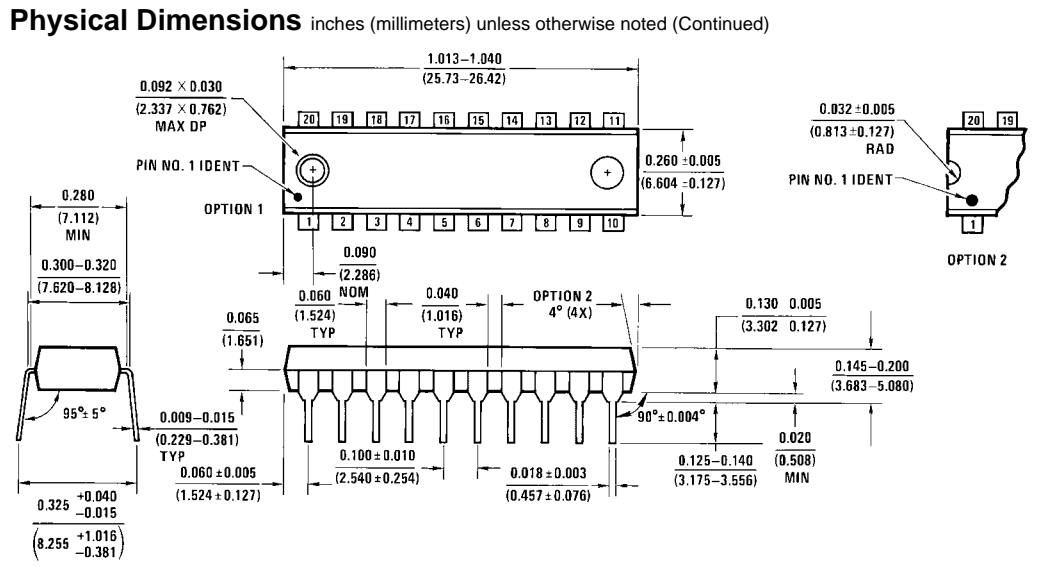 Physical Dimensions inches (millimeters) unless otherwise noted (Continued)
1.013–1.040
(25.73–26.42)
0.092 × 0.030
(2.337 × 0.762)
MAX DP
20 19 18 17 16 15 14 13 12 11
PIN NO. 1 IDENT
OPTION 1
1 2 3 4 5 6 7 8 9 10
0.260 ±0.005
(6.604 ±0.127)
0.032 ±0.005
(0.813 ±0.127)
RAD
20 19
PIN NO. 1 IDENT
1
OPTION 2
0.280
(7.112)
MIN
0.300–0.320
(7.620–8.128)
0.090
(2.286)
NOM
0.065
(1.651)
0.060
(1.524)
TYP
0.040
(1.016)
TYP
OPTION 2
4° (4X)
0.130 0.005
(3.302 0.127)
0.145–0.200
(3.683–5.080)
95° ± 5°
0.009–0.015
(0.229–0.381)
TYP
90° ± 0.004°
0.020
(0.508)
MIN
0.125–0.140
(3.175–3.556)
0.100 ± 0.010
(2.540 ± 0.254)
0.018 ± 0.003
(0.457 ± 0.076)
0.060 ± 0.005
(1.524 ± 0.127)
0.325 +0.040
−0.015
(8.255 +1.016
−0.381)